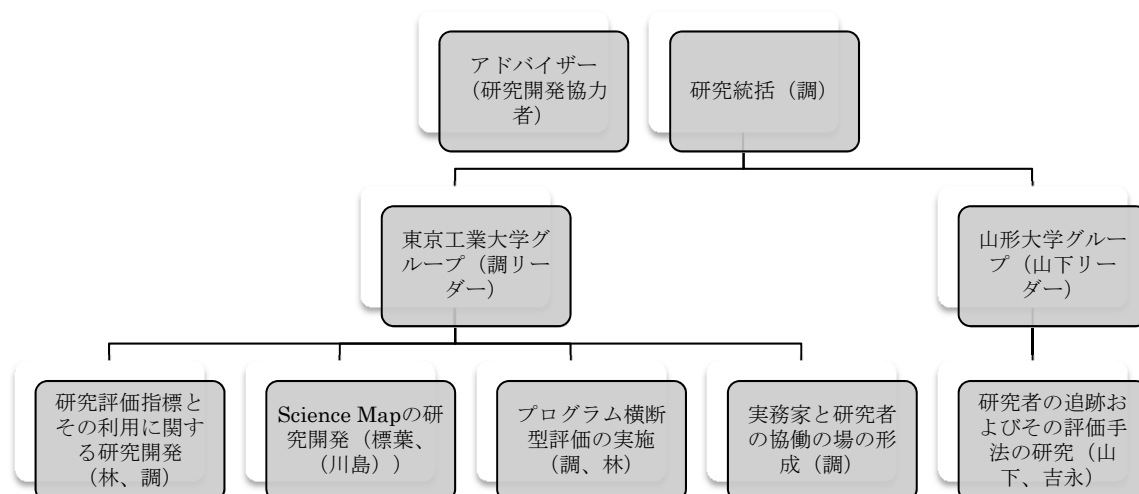 アドバイザー
（研究開発協力
者）
研究統括（調）
東京工業大学グ
ループ（調リー
ダー）
山形大学グルー
プ（山下リー
ダー）
研究評価指標と
その利用に関す
る研究開発
（林、調）
Science Mapの研
究開発（標葉、
（川島））
プログラム横断
型評価の実施
（調、林）
実務家と研究者
の協働の場の形
成（調）
研究者の追跡お
よびその評価手
法の研究（山
下、吉永）